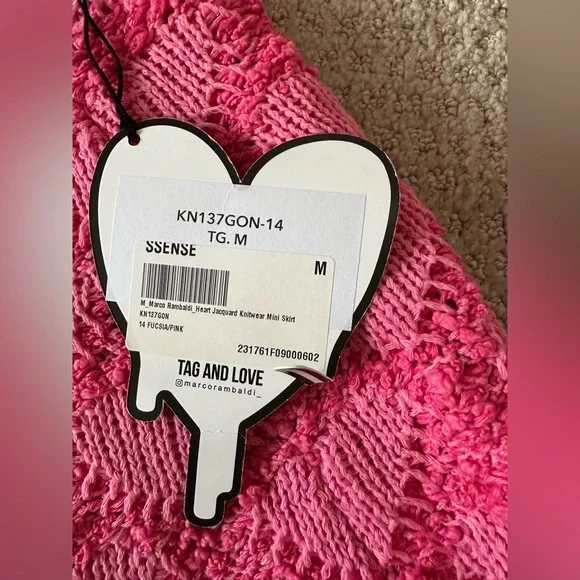 KN137GON-14
TG. M
SSENSE
M
M_Marco Rambaldi_Heart Jacquard Knitwear Mini Skirt
KN137GON
14 FUCSIA/PINK
231761F09000602
TAG AND LOVE
@marcorambaldi_